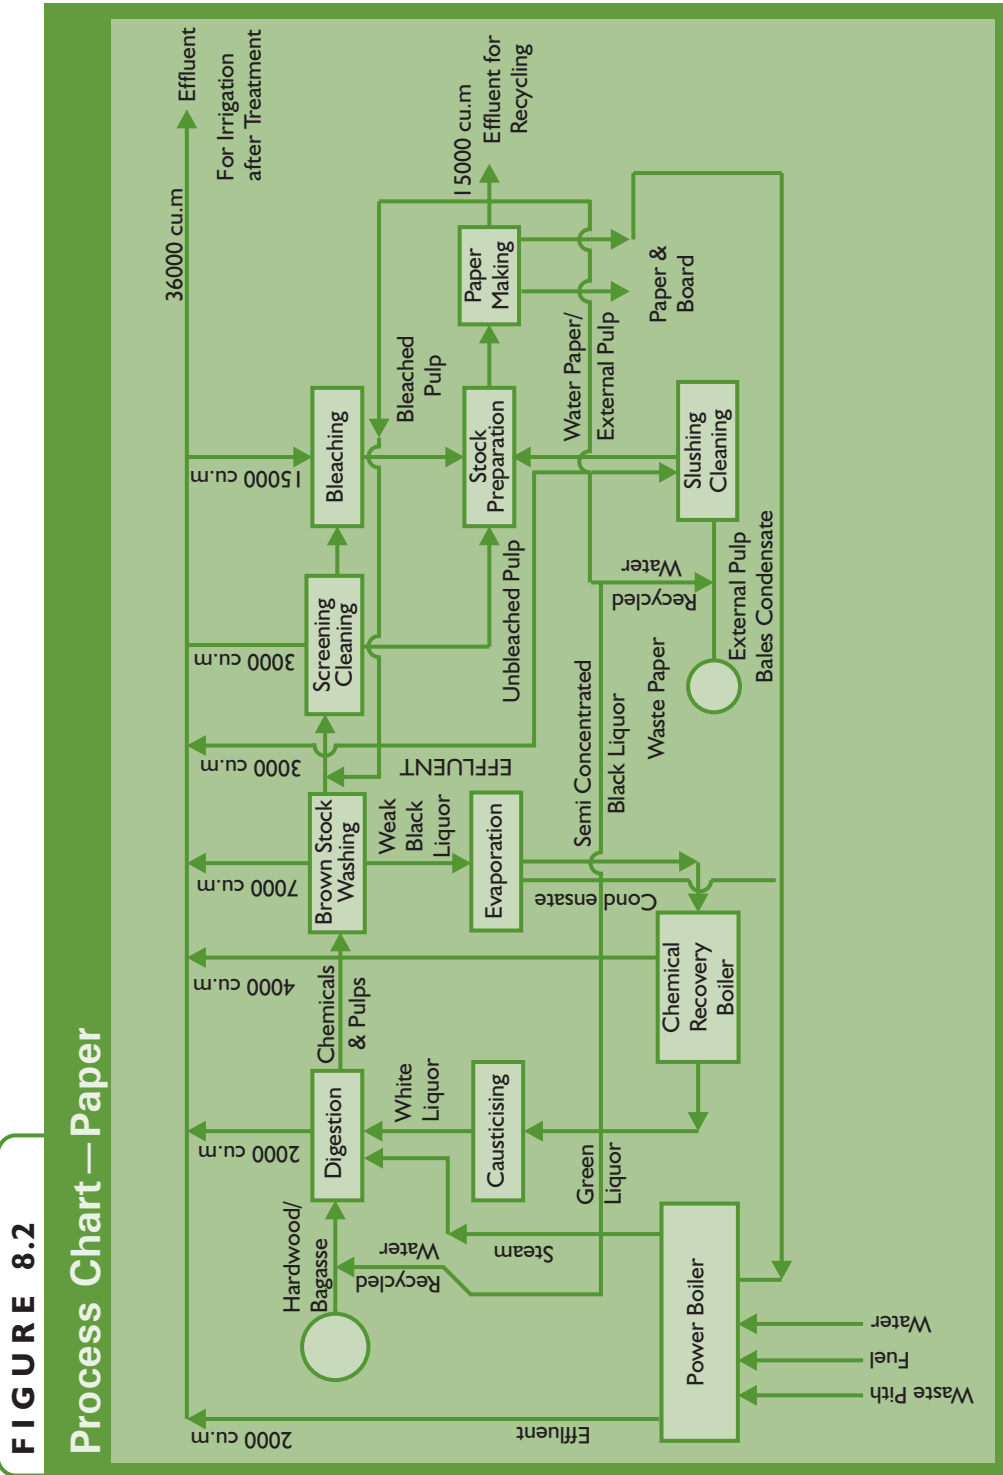 FIGURE 8.2
Process Chart—Paper
36000 cu.m
Effluent
For Irrigation
after Treatment
2000 cu.m
2000 cu.m
4000 cu.m
7000 cu.m
3000 cu.m
3000 cu.m
15000 cu.m
Hardwood/
Bagasse
Digestion
Chemicals
& Pulps
Brown Stock
Washing
Screening
Cleaning
Bleaching
Bleached
Pulp
15000 cu.m
Effluent for
Recycling
Recycled
Water
White
Liquor
Weak
Black
Liquor
EFFLUENT
Unbleached Pulp
Stock
Preparation
Paper
Making
Effluent
Steam
Causticising
Evaporation
Condensate
Green
Liquor
Semi Concentrated
Black Liquor
Waste Paper
Recycled
Water
Water Paper/
External Pulp
Paper &
Board
Power Boiler
Chemical
Recovery
Boiler
External Pulp
Bales Condensate
Slushing
Cleaning
Waste Pith
Fuel
Water